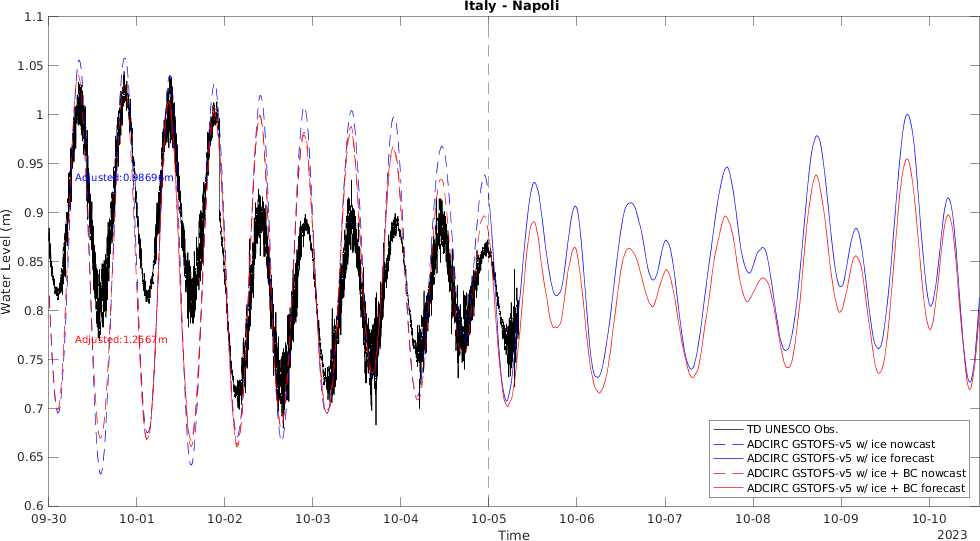 Italy - Napoli
1.1
1.05
1
0.95
0.9
0.85
0.8
0.75
0.7
0.65
0.6
Water Level (m)
Adjusted:0.98696m
Adjusted:1.2567m
TD UNESCO Obs.
ADCIRC GSTOFS-v5 w/ ice nowcast
ADCIRC GSTOFS-v5 w/ ice forecast
ADCIRC GSTOFS-v5 w/ ice + BC nowcast
ADCIRC GSTOFS-v5 w/ ice + BC forecast
09-30 10-01 10-02 10-03 10-04 10-05 10-06 10-07 10-08 10-09 10-10
Time
2023